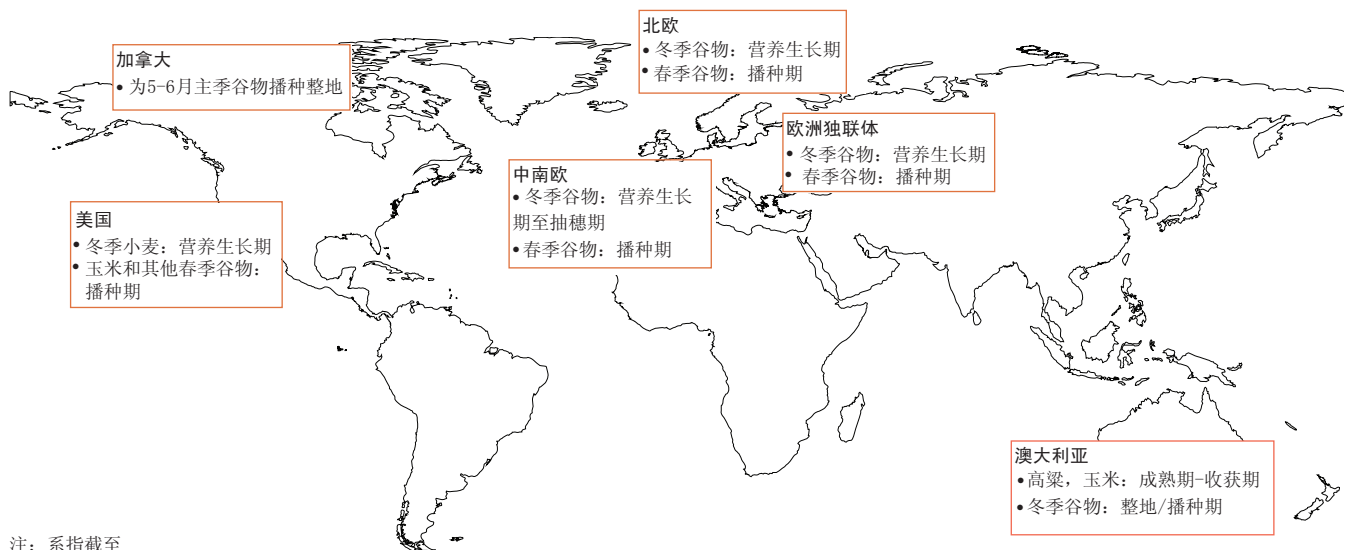 北欧
• 冬季谷物：营养生长期
• 春季谷物：播种期
加拿大
• 为5-6月主季谷物播种整地
欧洲独联体
• 冬季谷物：营养生长期
• 春季谷物：播种期
中南欧
• 冬季谷物：营养生长
期至抽穗期
• 春季谷物：播种期
美国
• 冬季小麦：营养生长期
• 玉米和其他春季谷物：
播种期
澳大利亚
• 高粱，玉米：成熟期-收获期
• 冬季谷物：整地/播种期
注：系指截至